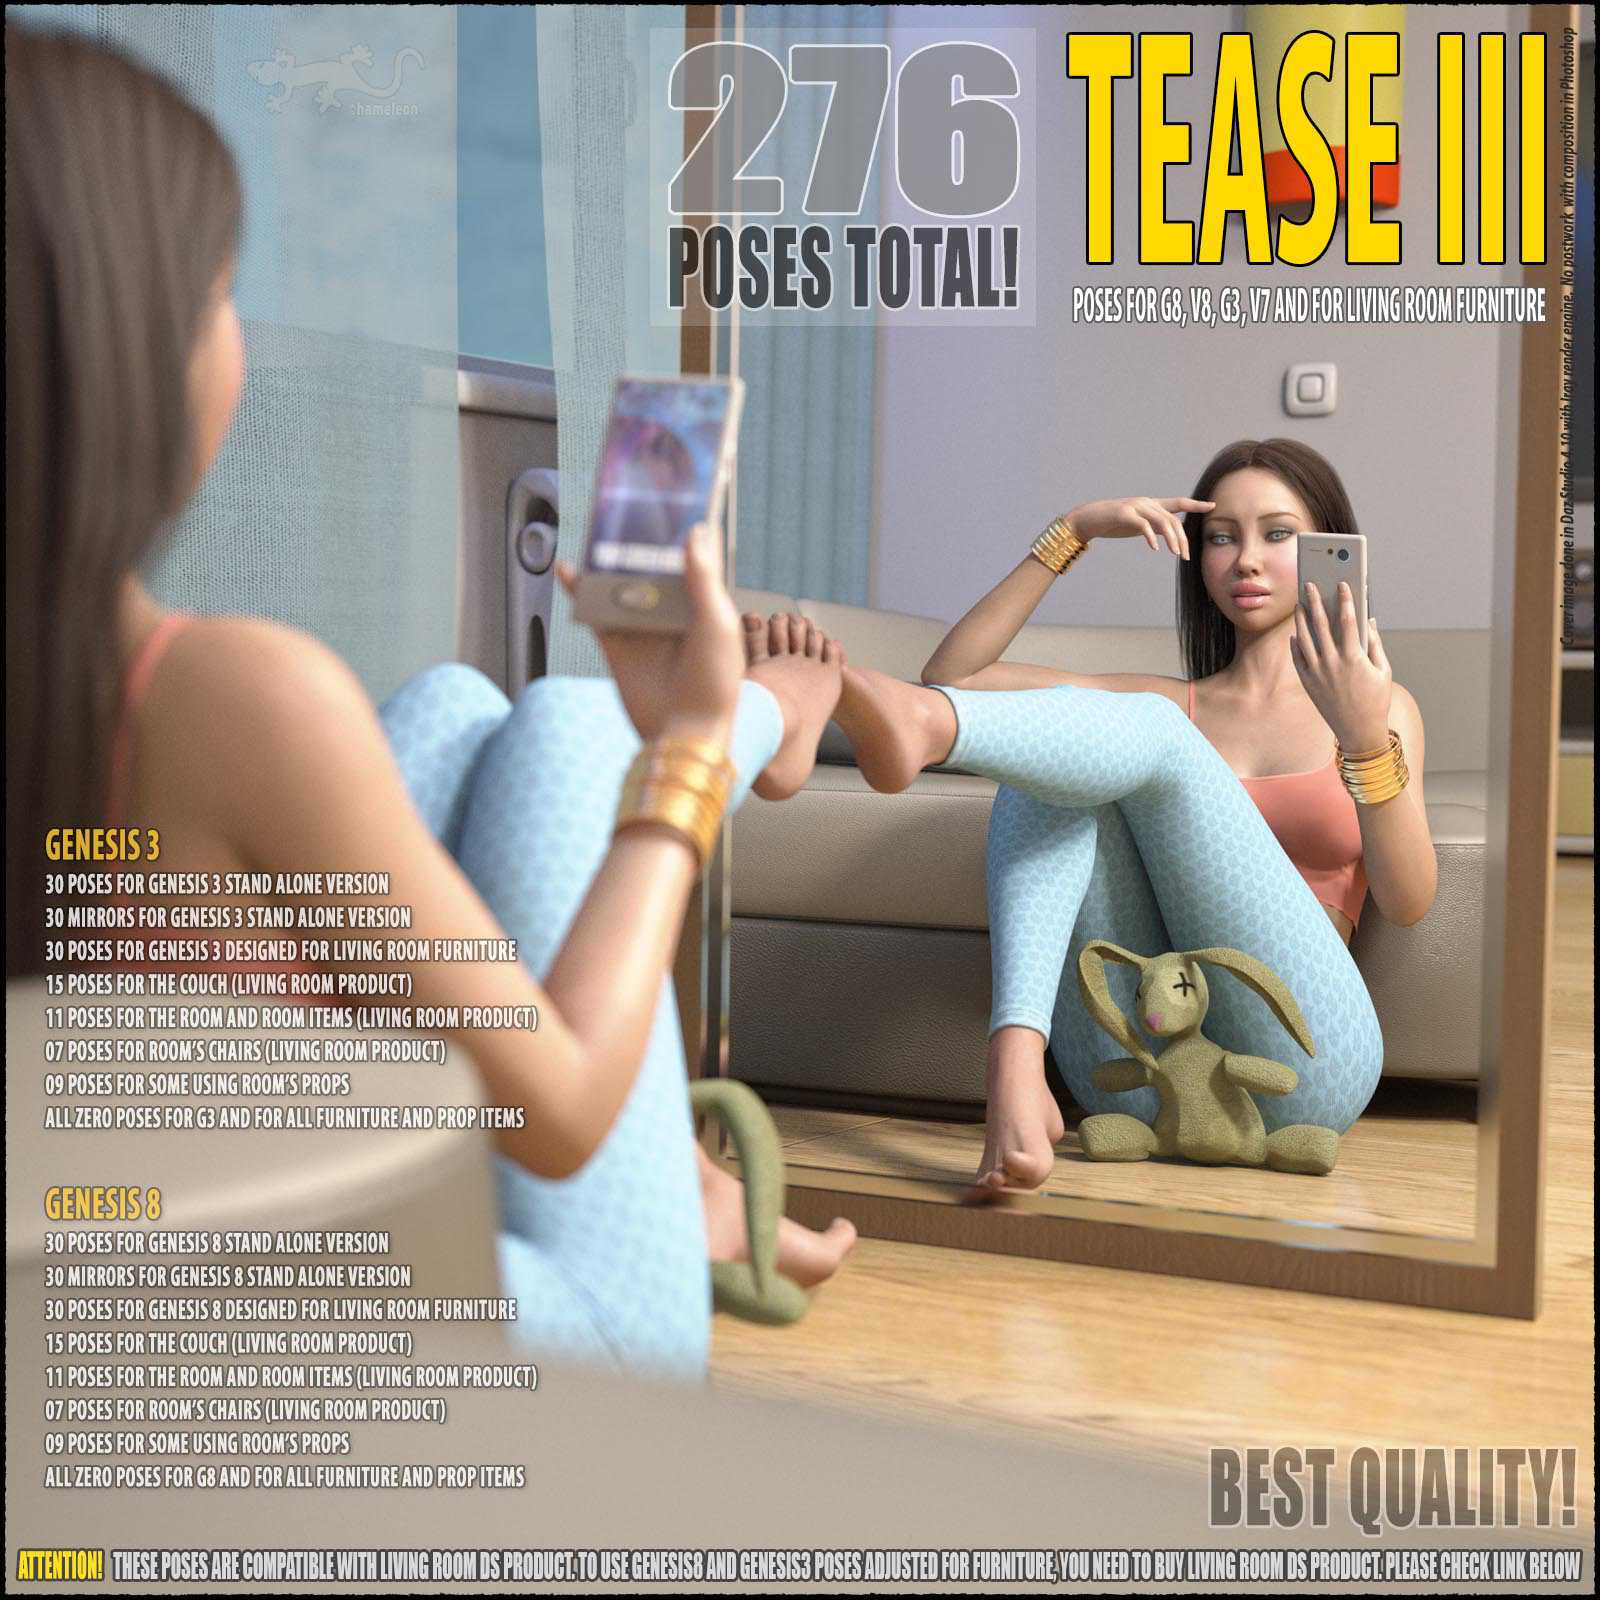 chameleon
276
POSES TOTAL!
TEASE III
POSES FOR G8, V8, G3, V7 AND FOR LIVING ROOM FURNITURE
Cover image done in Daz Studio 4.10 with Iray render engine. No postwork with composition in Photoshop
GENESIS 3
30 POSES FOR GENESIS 3 STAND ALONE VERSION
30 MIRRORS FOR GENESIS 3 STAND ALONE VERSION
30 POSES FOR GENESIS 3 DESIGNED FOR LIVING ROOM FURNITURE
15 POSES FOR THE COUCH (LIVING ROOM PRODUCT)
11 POSES FOR THE ROOM AND ROOM ITEMS (LIVING ROOM PRODUCT)
07 POSES FOR ROOM'S CHAIRS (LIVING ROOM PRODUCT)
09 POSES FOR SOME USING ROOM'S PROPS
ALL ZERO POSES FOR G3 AND FOR ALL FURNITURE AND PROP ITEMS
GENESIS 8
30 POSES FOR GENESIS 8 STAND ALONE VERSION
30 MIRRORS FOR GENESIS 8 STAND ALONE VERSION
30 POSES FOR GENESIS 8 DESIGNED FOR LIVING ROOM FURNITURE
15 POSES FOR THE COUCH (LIVING ROOM PRODUCT)
11 POSES FOR THE ROOM AND ROOM ITEMS (LIVING ROOM PRODUCT)
07 POSES FOR ROOM'S CHAIRS (LIVING ROOM PRODUCT)
09 POSES FOR SOME USING ROOM'S PROPS
ALL ZERO POSES FOR G8 AND FOR ALL FURNITURE AND PROP ITEMS
BEST QUALITY!
ATTENTION! THESE POSES ARE COMPATIBLE WITH LIVING ROOM DS PRODUCT. TO USE GENESIS8 AND GENESIS3 POSES ADJUSTED FOR FURNITURE, YOU NEED TO BUY LIVING ROOM DS PRODUCT. PLEASE CHECK LINK BELOW